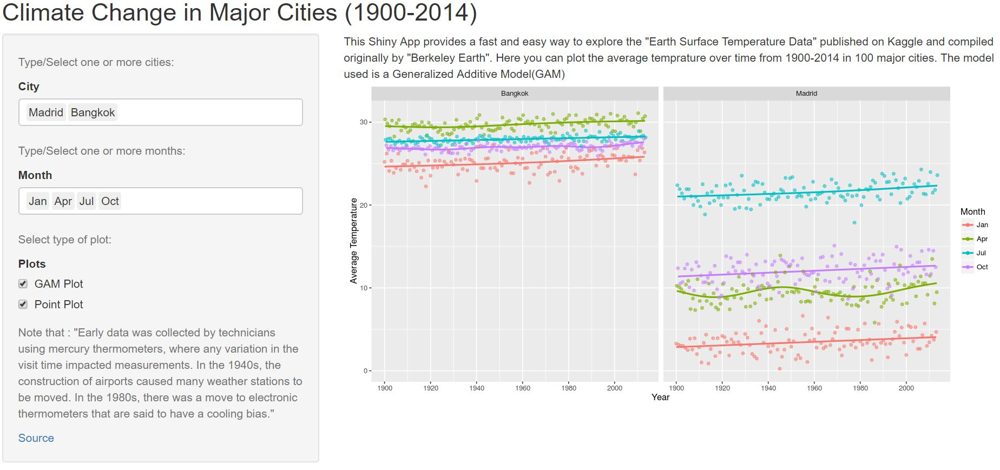 Climate Change in Major Cities (1900-2014)
Type/Select one or more cities:
City
Madrid Bangkok
Type/Select one or more months:
Month
Jan Apr Jul Oct
Select type of plot:
Plots
GAM Plot
Point Plot
Note that : "Early data was collected by technicians
using mercury thermometers, where any variation in the
visit time impacted measurements. In the 1940s, the
construction of airports caused many weather stations to
be moved. In the 1980s, there was a move to electronic
thermometers that are said to have a cooling bias."
Source
This Shiny App provides a fast and easy way to explore the "Earth Surface Temperature Data" published on Kaggle and compiled
originally by "Berkeley Earth". Here you can plot the average temprature over time from 1900-2014 in 100 major cities. The model
used is a Generalized Additive Model(GAM)
Bangkok
Madrid
30
20
10
0
Average Temperature
1900 1920 1940 1960 1980 2000
1900 1920 1940 1960 1980 2000
Year
Month
Jan
Apr
Jul
Oct